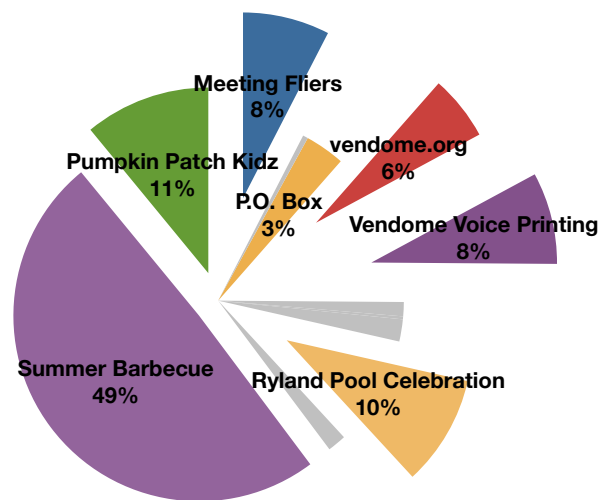 Meeting Fliers
8%
vendome.org
6%
Pumpkin Patch Kidz
11%
P.O. Box
3%
Vendome Voice Printing
8%
Summer Barbecue
49%
Ryland Pool Celebration
10%